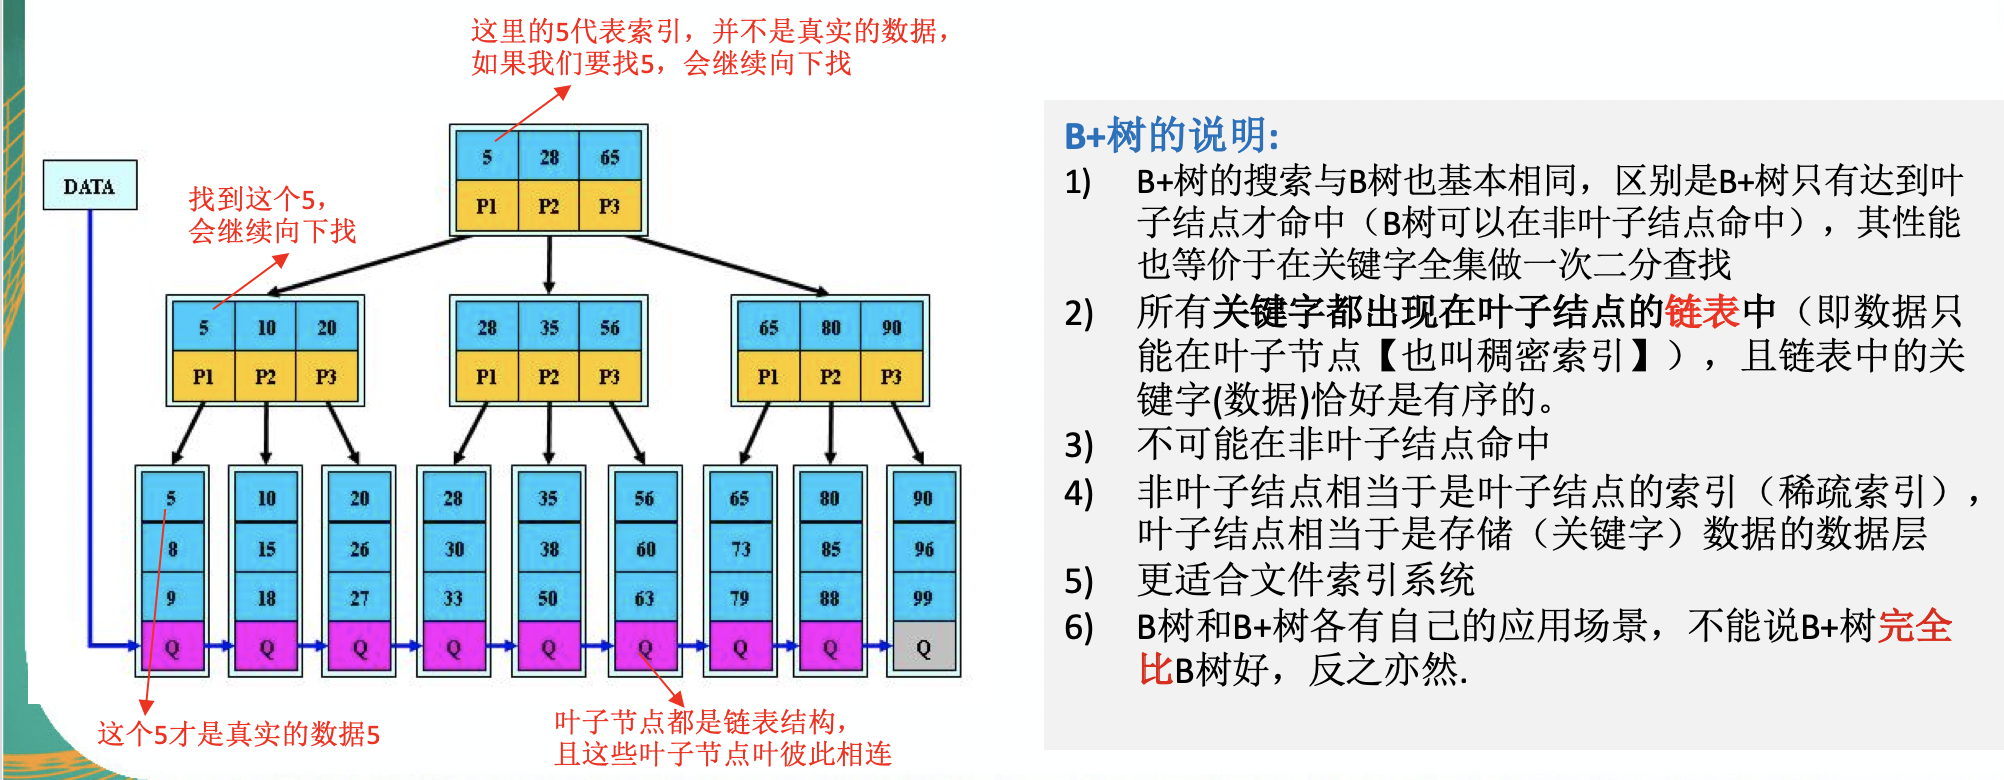 这里的5代表索引，并不是真实的数据，
如果我们要找5，会继续向下找
DATA
找到这个5，
会继续向下找
5 28 65
P1 P2 P3
5 10 20
P1 P2 P3
28 35 56
P1 P2 P3
65 80 90
P1 P2 P3
5 10 20 28 35 56 65 80 90
8 15 26 30 38 60 73 85 96
9 18 27 33 50 63 79 88 99
Q Q Q Q Q Q Q Q Q
这个5才是真实的数据5
叶子节点都是链表结构，
且这些叶子节点叶彼此相连
B+树的说明:
1) B+树的搜索与B树也基本相同，区别是B+树只有达到叶
子结点才命中（B树可以在非叶子结点命中），其性能
也等价于在关键字全集做一次二分查找
2) 所有关键字都出现在叶子结点的链表中（即数据只
能在叶子节点【也叫稠密索引】），且链表中的关
键字(数据)恰好是有序的。
3) 不可能在非叶子结点命中
4) 非叶子结点相当于是叶子结点的索引（稀疏索引），
叶子结点相当于是存储（关键字）数据的数据层
5) 更适合文件索引系统
6) B树和B+树各有自己的应用场景，不能说B+树完全
比B树好，反之亦然.